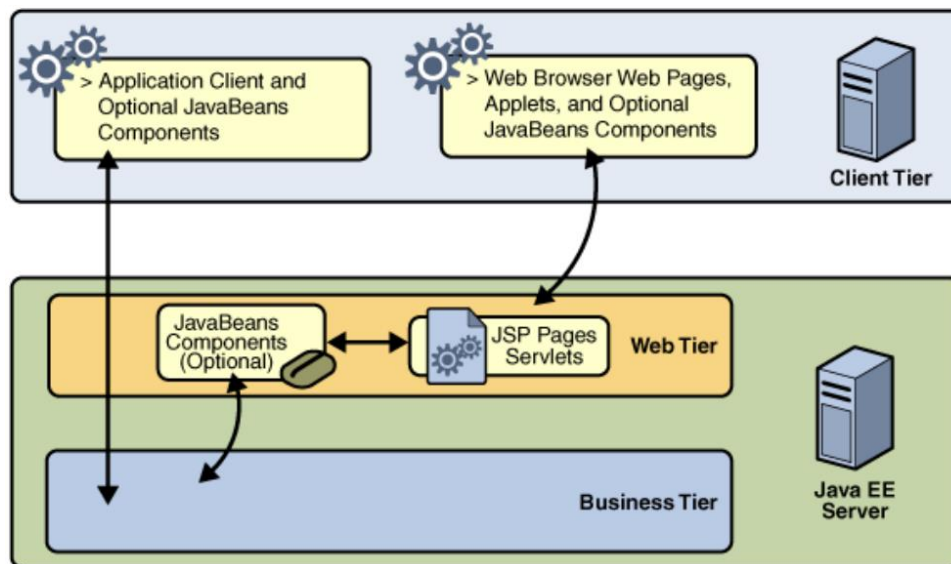 > Application Client and
Optional JavaBeans
Components
> Web Browser Web Pages,
Applets, and Optional
JavaBeans Components
Client Tier
JavaBeans
Components
(Optional)
JSP Pages
Servlets
Web Tier
Business Tier
Java EE
Server